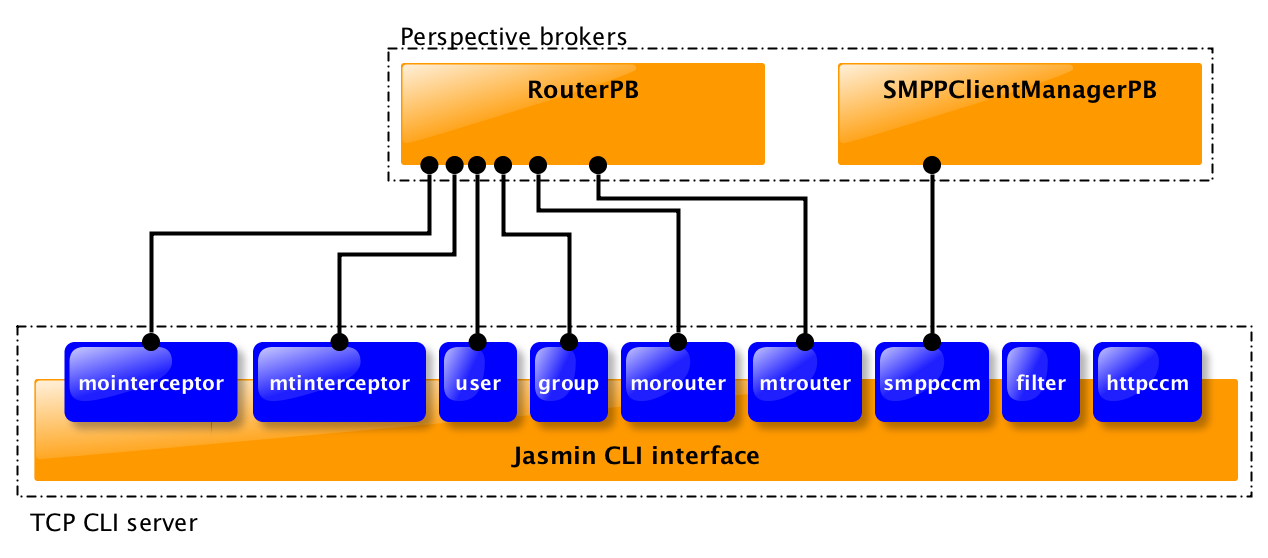 Perspective brokers
RouterPB
SMPPClientManagerPB
mointerceptor
mtinterceptor
user
group
morouter
mtrouter
smppccm
filter
httpccm
Jasmin CLI interface
TCP CLI server